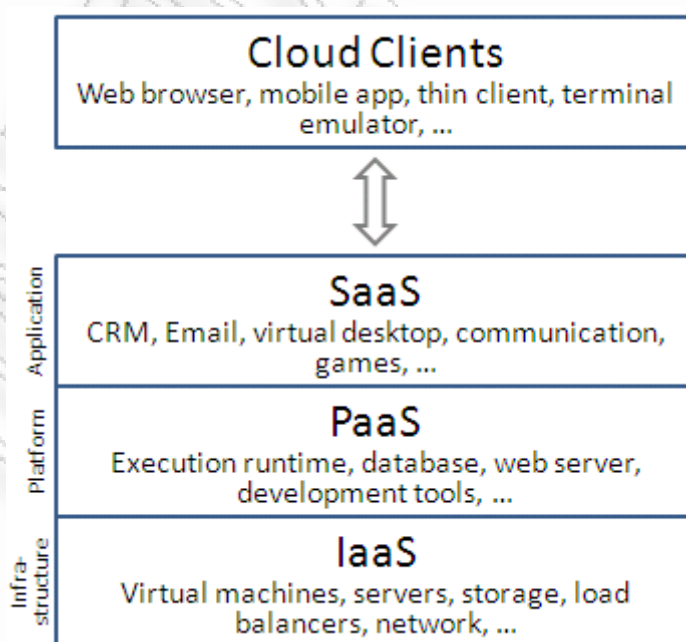 Cloud Clients
Web browser, mobile app, thin client, terminal
emulator, ...
Application
SaaS
CRM, Email, virtual desktop, communication,
games, ...
Platform
PaaS
Execution runtime, database, web server,
development tools, ...
Infra-
structure
IaaS
Virtual machines, servers, storage, load
balancers, network, ...